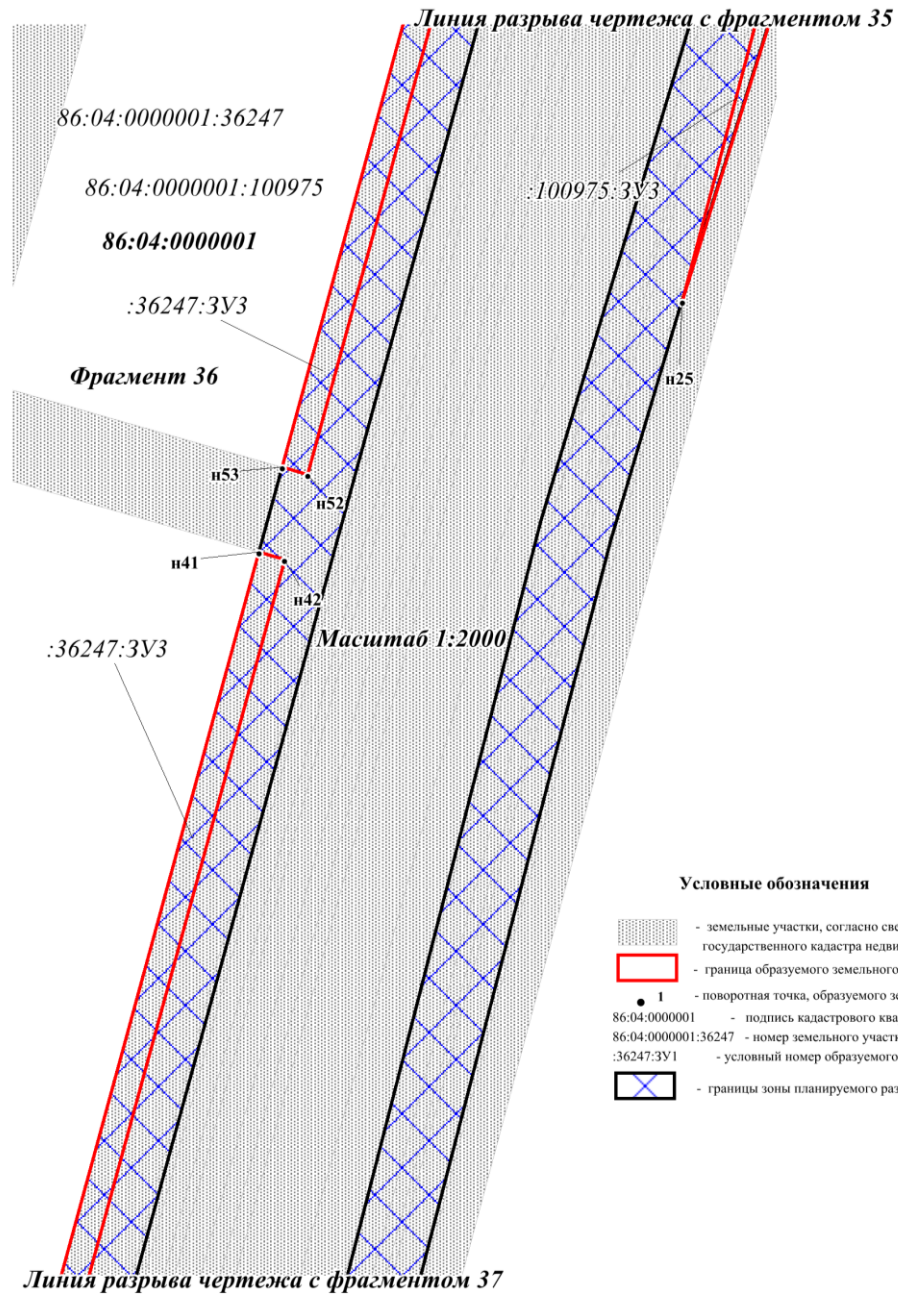 Линия разрыва чертежа с фрагментом 35
86:04:0000001:36247
86:04:0000001:100975
:100975:ЗУ3
86:04:0000001
:36247:ЗУ3
Фрагмент 36
н25
н53
н52
н41
н42
Масштаб 1:2000
:36247:ЗУ3
Условные обозначения
- земельные участки, согласно све
государственного кадастра недви
- граница образуемого земельного
1 - поворотная точка, образуемого зе
86:04:0000001 - подпись кадастрового ква
86:04:0000001:36247 - номер земельного участк
:36247:ЗУ1 - условный номер образуемого
- границы зоны планируемого раз
Линия разрыва чертежа с фрагментом 37